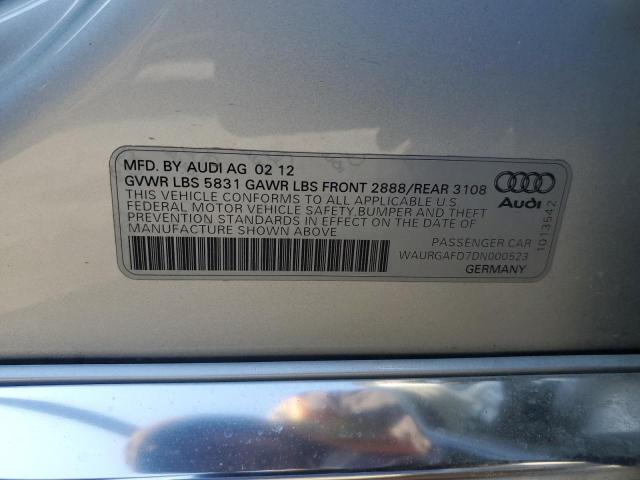 MFD. BY AUDI AG 02 12
GVWR LBS 5831 GAWR LBS FRONT 2888/REAR 3108
THIS VEHICLE CONFORMS TO ALL APPLICABLE U S
FEDERAL MOTOR VEHICLE SAFETY, BUMPER AND THEFT
PREVENTION STANDARDS IN EFFECT ON THE DATE OF
MANUFACTURE SHOWN ABOVE
PASSENGER CAR
WAURGAFD7DN000523
GERMANY
Audi
1013542